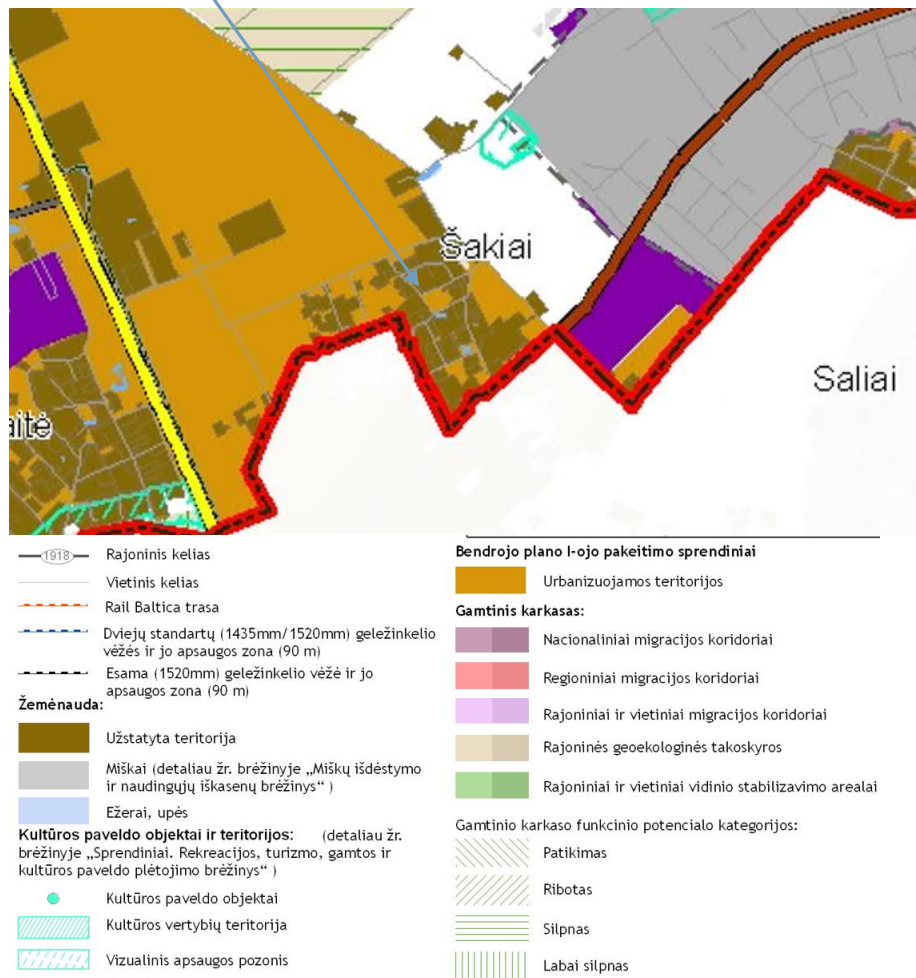 Šakiai
Saliai
aitė
1918 Rajoninis kelias
Vietinis kelias
Rail Baltica trasa
Dviejų standartų (1435mm/1520mm) geležinkelio
vėžės ir jo apsaugos zona (90 m)
Esama (1520mm) geležinkelio vėžė ir jo
apsaugos zona (90 m)
Žemėnauda:
Užstatyta teritorija
Miškai (detaliau žr. brėžinyje „Miškų išdėstymo
ir naudingųjų iškasenų brėžinys“ )
Ežerai, upės
Kultūros paveldo objektai ir teritorijos: (detaliau žr.
brėžinyje „Sprendiniai. Rekreacijos, turizmo, gamtos ir
kultūros paveldo plėtojimo brėžinys“ )
Kultūros paveldo objektai
Kultūros vertybių teritorija
Vizualinis apsaugos pozonis
Bendrojo plano I-ojo pakeitimo sprendiniai
Urbanizuojamos teritorijos
Gamtinis karkasas:
Nacionaliniai migracijos koridoriai
Regioniniai migracijos koridoriai
Rajoniniai ir vietiniai migracijos koridoriai
Rajoninės geoekologinės takoskyros
Rajoniniai ir vietiniai vidinio stabilizavimo arealai
Gamtinio karkaso funkcinio potencialo kategorijos:
Patikimas
Ribotas
Silpnas
Labai silpnas